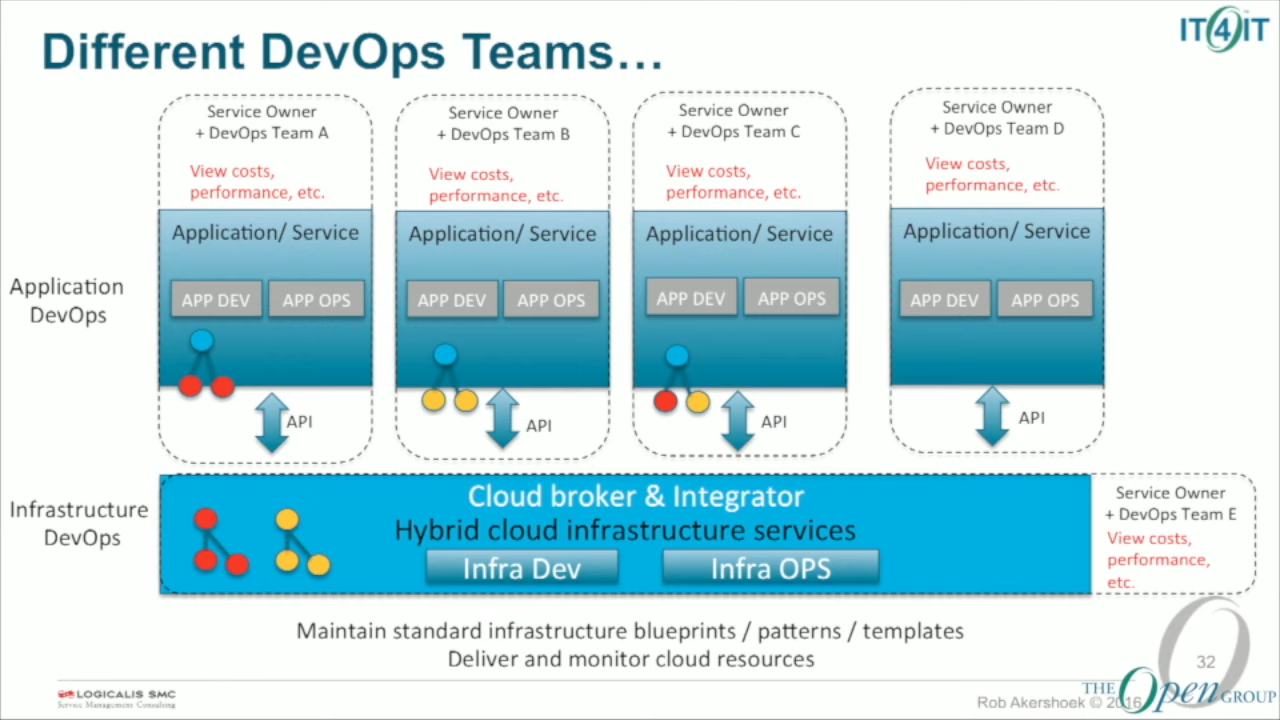 Different DevOps Teams...
IT4IT
Service Owner
+ DevOps Team A
View costs,
performance, etc.
Application/ Service
APP DEV
APP OPS
API
Service Owner
+ DevOps Team B
View costs,
performance, etc.
Application/ Service
APP DEV
APP OPS
API
Service Owner
+ DevOps Team C
View costs,
performance, etc.
Application/ Service
APP DEV
APP OPS
API
Service Owner
+ DevOps Team D
View costs,
performance, etc.
Application/ Service
APP DEV
APP OPS
API
Application
DevOps
Infrastructure
DevOps
Cloud broker & Integrator
Hybrid cloud infrastructure services
Infra Dev
Infra OPS
Service Owner
+ DevOps Team E
View costs,
performance,
etc.
Maintain standard infrastructure blueprints / patterns / templates
Deliver and monitor cloud resources
LOGICALIS SMC
Service Management Consulting
32
Rob Akershoek © 2016
THE Open GROUP